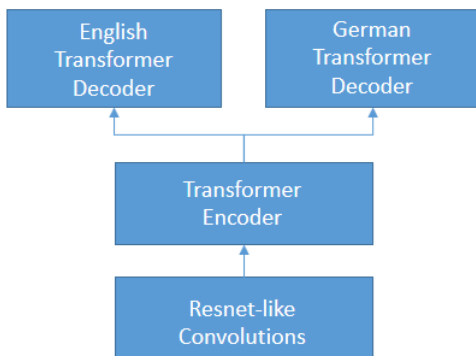 English
Transformer
Decoder
German
Transformer
Decoder
Transformer
Encoder
Resnet-like
Convolutions